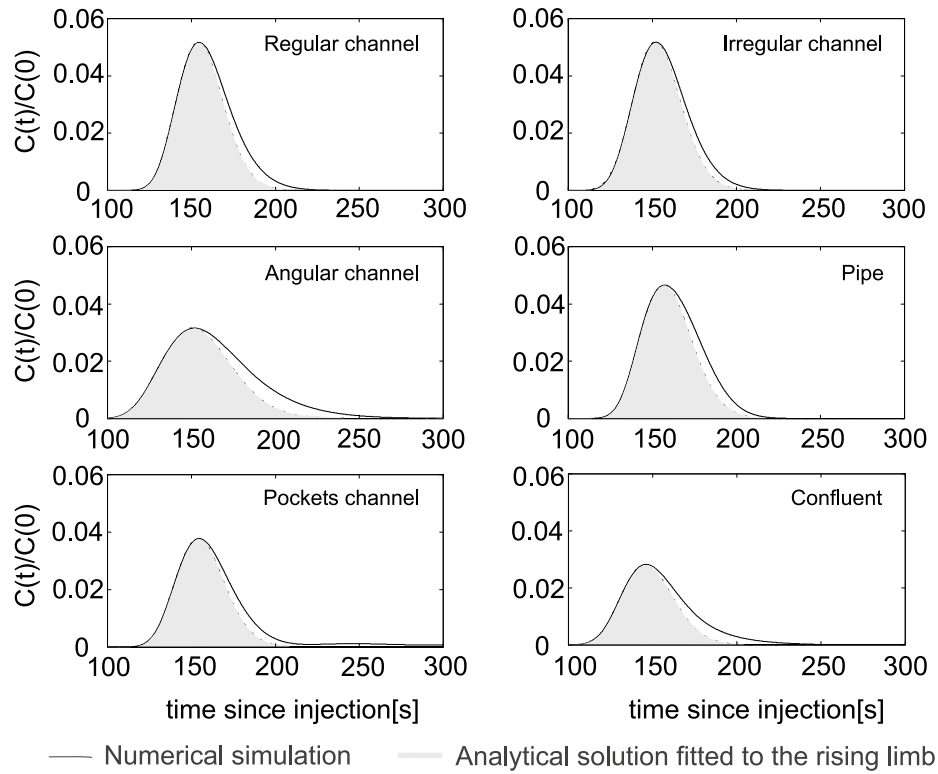 0.06
0.04
0.02
0
C(t)/C(0)
Regular channel
100 150 200 250 300
0.06
0.04
0.02
0
Irregular channel
100 150 200 250 300
0.06
0.04
0.02
0
C(t)/C(0)
Angular channel
100 150 200 250 300
0.06
0.04
0.02
0
Pipe
100 150 200 250 300
0.06
0.04
0.02
0
C(t)/C(0)
Pockets channel
100 150 200 250 300
time since injection[s]
0.06
0.04
0.02
0
Confluent
100 150 200 250 300
time since injection[s]
Numerical simulation
Analytical solution fitted to the rising limb